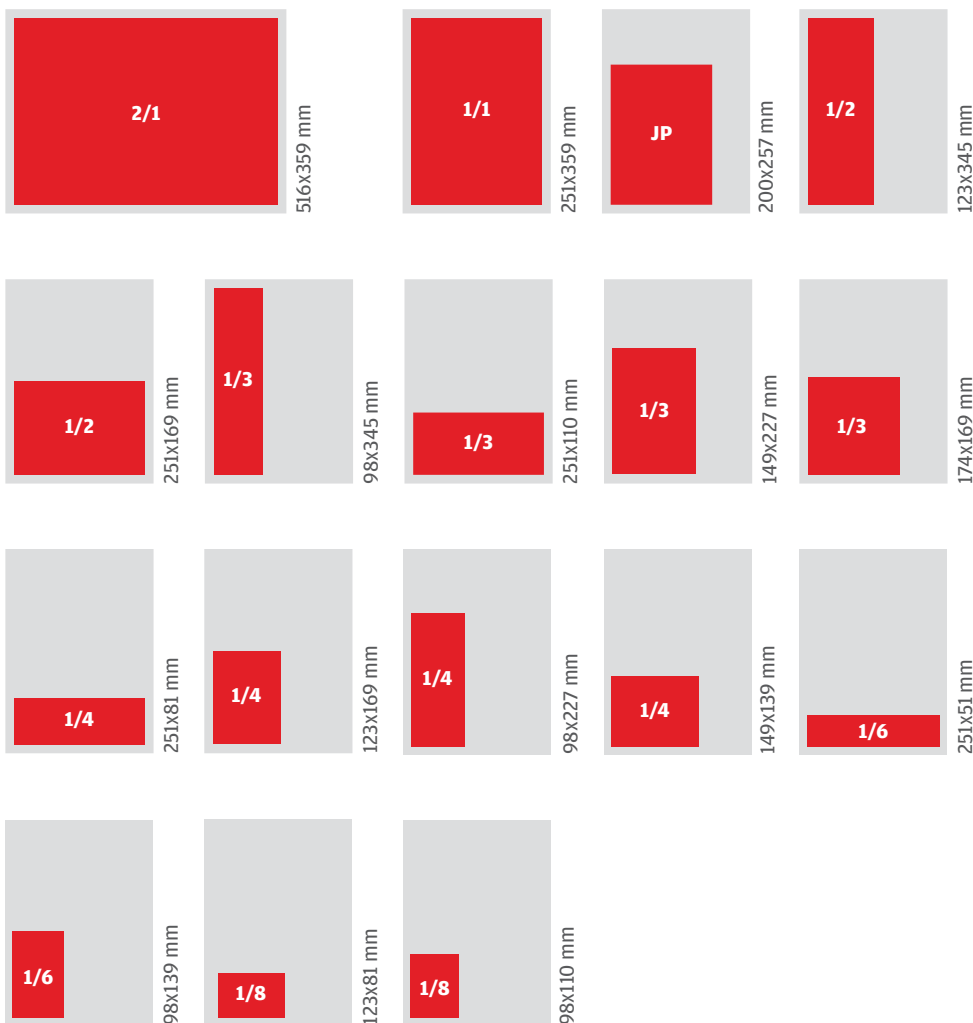 2/1
516x359 mm
1/1
251x359 mm
JP
200x257 mm
1/2
123x345 mm
1/2
251x169 mm
1/3
98x345 mm
1/3
251x110 mm
1/3
149x227 mm
1/3
174x169 mm
1/4
251x81 mm
1/4
123x169 mm
1/4
98x227 mm
1/4
149x139 mm
1/6
251x51 mm
1/6
98x139 mm
1/8
123x81 mm
1/8
98x110 mm